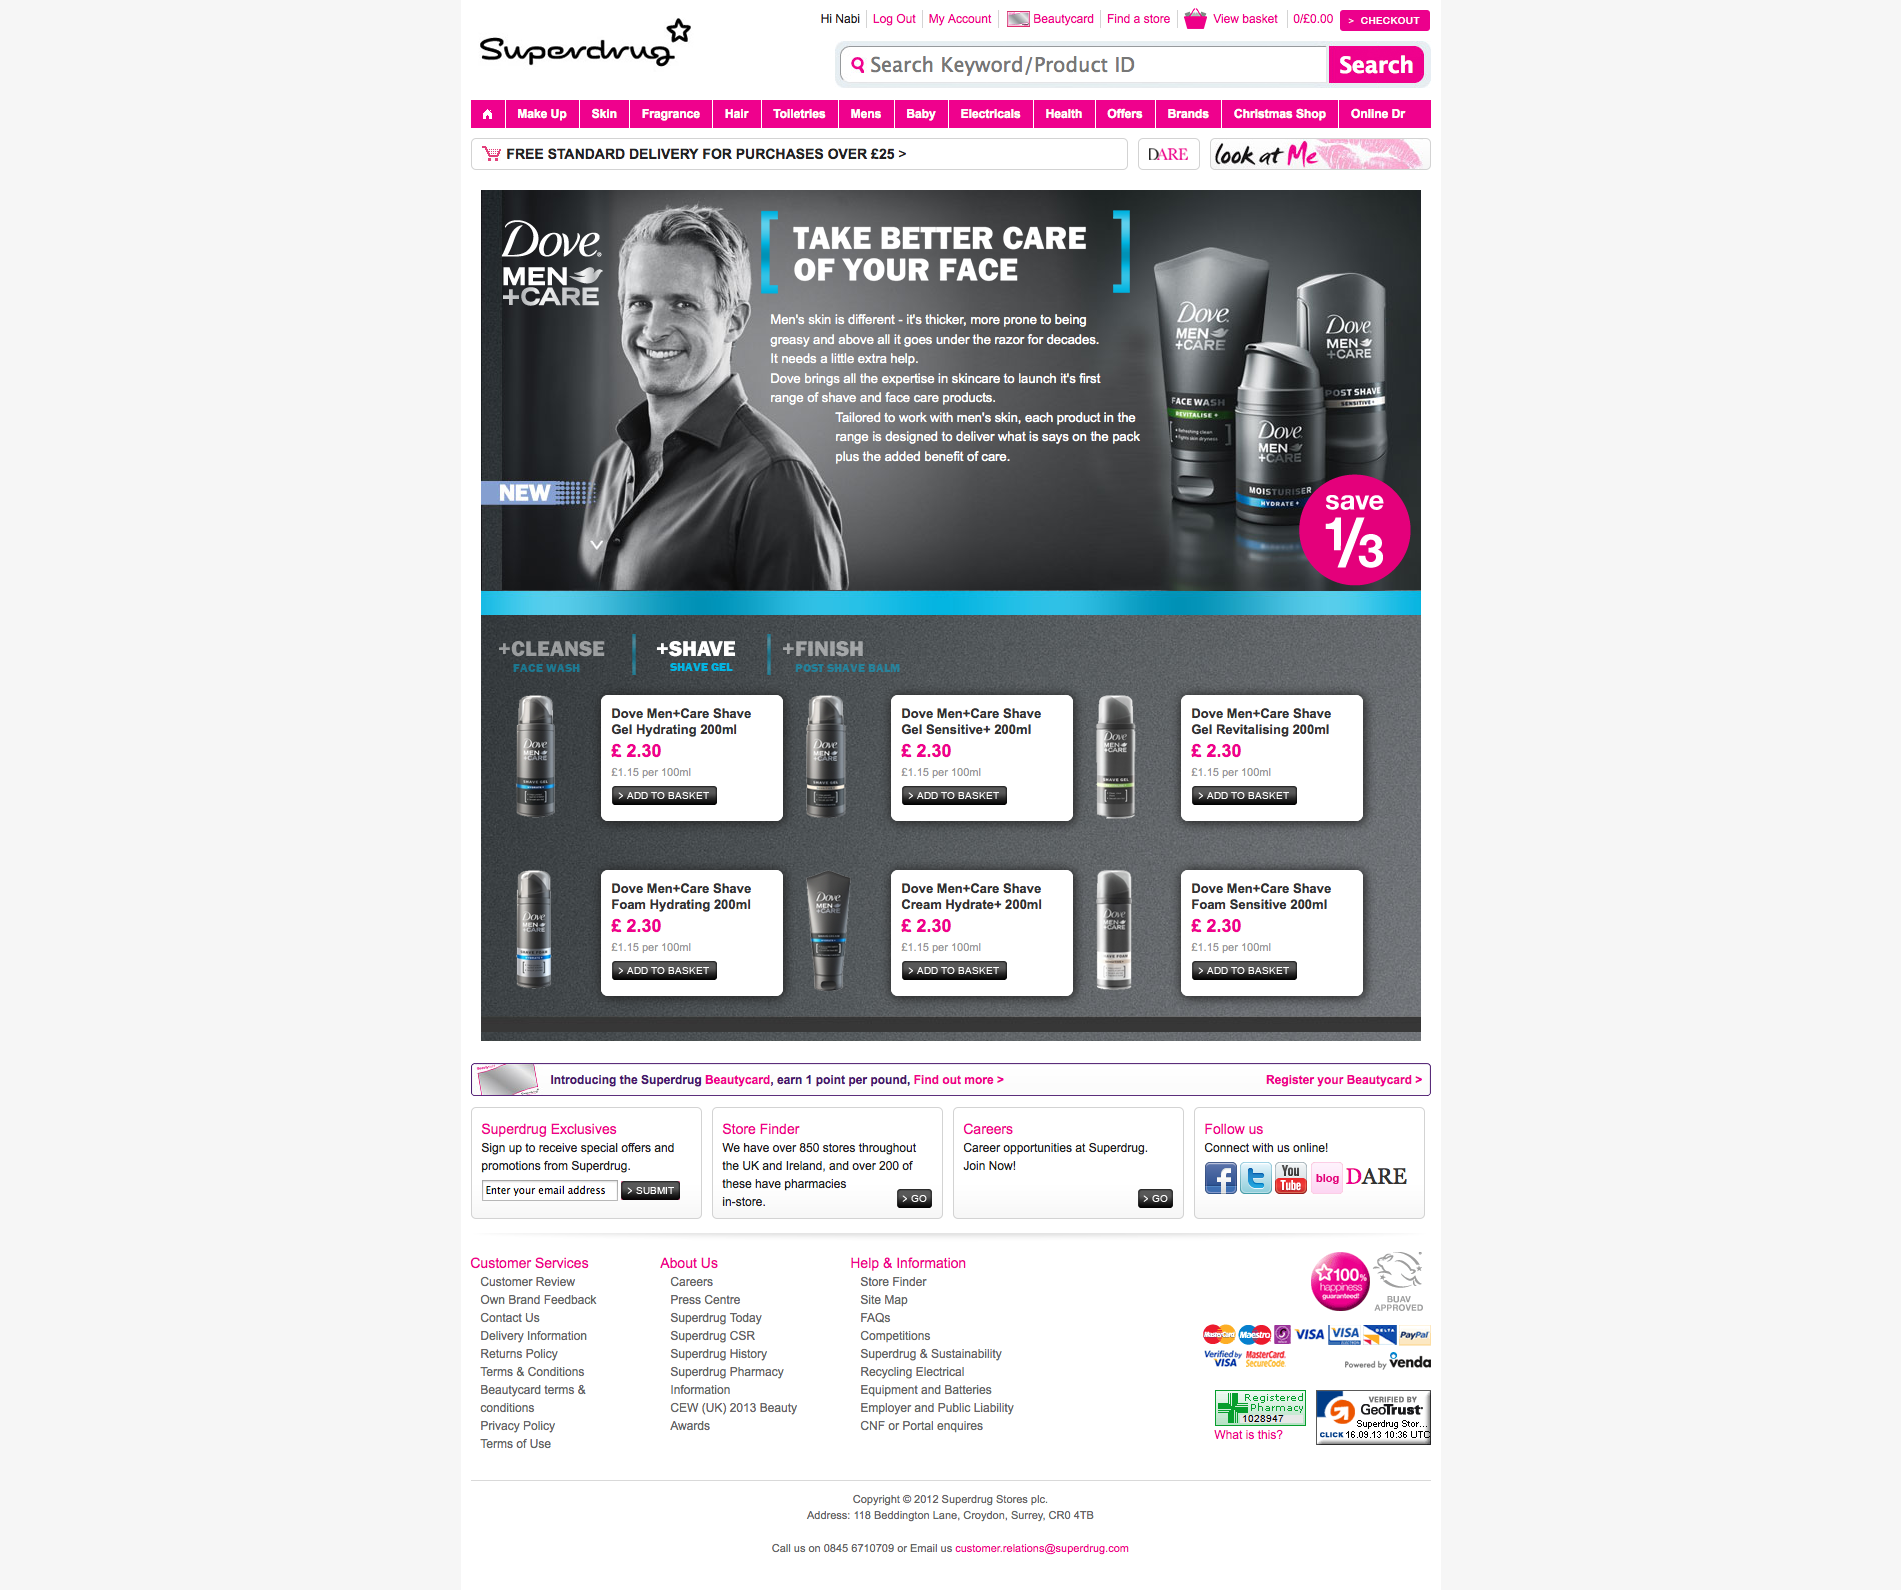 Superdrug
Hi Nabi
Log Out
My Account
Beautycard
Find a store
View basket
0/£0.00
> CHECKOUT
Search Keyword/Product ID
Search
Make Up
Skin
Fragrance
Hair
Toiletries
Mens
Baby
Electricals
Health
Offers
Brands
Christmas Shop
Online Dr
FREE STANDARD DELIVERY FOR PURCHASES OVER £25 >
DARE
look at Me
Dove
MEN
+CARE
[ TAKE BETTER CARE
OF YOUR FACE ]
Men's skin is different - it's thicker, more prone to being
greasy and above all it goes under the razor for decades.
It needs a little extra help.
Dove brings all the expertise in skincare to launch it's first
range of shave and face care products.
Tailored to work with men's skin, each product in the
range is designed to deliver what is says on the pack
plus the added benefit of care.
NEW
Dove
MEN
+CARE
FACE WASH
REVITALISE +
Dove
MEN
+CARE
MOISTURISER
HYDRATE +
Dove
MEN
+CARE
POST SHAVE
SENSITIVE +
save
1/3
+CLEANSE
FACE WASH
+SHAVE
SHAVE GEL
+FINISH
POST SHAVE BALM
Dove Men+Care Shave
Gel Hydrating 200ml
£ 2.30
£1.15 per 100ml
> ADD TO BASKET
Dove Men+Care Shave
Gel Sensitive+ 200ml
£ 2.30
£1.15 per 100ml
> ADD TO BASKET
Dove Men+Care Shave
Gel Revitalising 200ml
£ 2.30
£1.15 per 100ml
> ADD TO BASKET
Dove Men+Care Shave
Foam Hydrating 200ml
£ 2.30
£1.15 per 100ml
> ADD TO BASKET
Dove Men+Care Shave
Cream Hydrate+ 200ml
£ 2.30
£1.15 per 100ml
> ADD TO BASKET
Dove Men+Care Shave
Foam Sensitive 200ml
£ 2.30
£1.15 per 100ml
> ADD TO BASKET
Introducing the Superdrug Beautycard, earn 1 point per pound, Find out more >
Register your Beautycard >
Superdrug Exclusives
Sign up to receive special offers and
promotions from Superdrug.
Enter your email address
> SUBMIT
Store Finder
We have over 850 stores throughout
the UK and Ireland, and over 200 of
these have pharmacies
in-store.
> GO
Careers
Career opportunities at Superdrug.
Join Now!
> GO
Follow us
Connect with us online!
You
Tube
blog
DARE
Customer Services
Customer Review
Own Brand Feedback
Contact Us
Delivery Information
Returns Policy
Terms & Conditions
Beautycard terms &
conditions
Privacy Policy
Terms of Use
About Us
Careers
Press Centre
Superdrug Today
Superdrug CSR
Superdrug History
Superdrug Pharmacy
Information
CEW (UK) 2013 Beauty
Awards
Help & Information
Store Finder
Site Map
FAQs
Competitions
Superdrug & Sustainability
Recycling Electrical
Equipment and Batteries
Employer and Public Liability
CNF or Portal enquires
100%
happiness
guaranteed!
BUAV
APPROVED
MasterCard
Maestro
VISA
VISA
DELTA
PayPal
Verified by
VISA
MasterCard.
SecureCode.
Powered by venda
Registered
Pharmacy
1028947
What is this?
VERIFIED BY
GeoTrust
Superdrug Stor...
CLICK 16.09.13 10:36 UTC
Copyright © 2012 Superdrug Stores plc.
Address: 118 Beddington Lane, Croydon, Surrey, CR0 4TB
Call us on 0845 6710709 or Email us customer.relations@superdrug.com